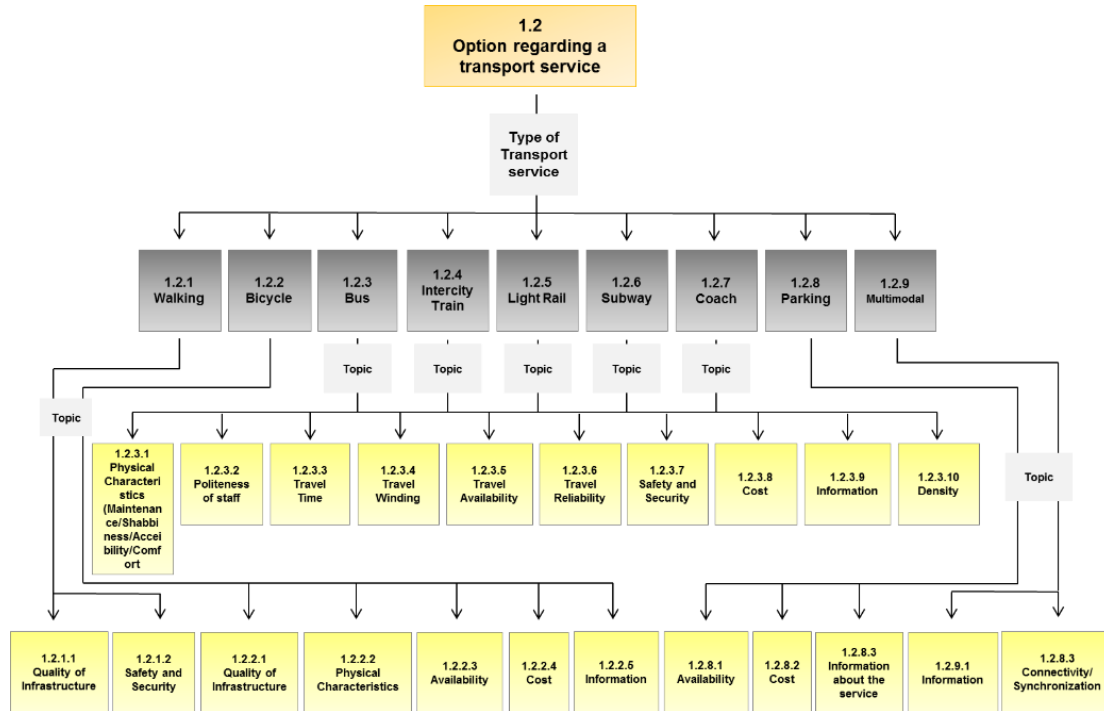 1.2
Option regarding a
transport service
Type of
Transport
service
1.2.1
Walking
1.2.2
Bicycle
1.2.3
Bus
1.2.4
Intercity
Train
1.2.5
Light Rail
1.2.6
Subway
1.2.7
Coach
1.2.8
Parking
1.2.9
Multimodal
Topic
Topic
Topic
Topic
Topic
Topic
Topic
1.2.3.1
Physical
Characteri
stics
(Maintenan
ce/Shabbi
ness/Accei
bility/Comf
ort
1.2.3.2
Politeness
of staff
1.2.3.3
Travel
Time
1.2.3.4
Travel
Winding
1.2.3.5
Travel
Availability
1.2.3.6
Travel
Reliability
1.2.3.7
Safety and
Security
1.2.3.8
Cost
1.2.3.9
Information
1.2.3.10
Density
1.2.1.1
Quality of
Infrastructure
1.2.1.2
Safety and
Security
1.2.2.1
Quality of
Infrastructure
1.2.2.2
Physical
Characteristics
1.2.2.3
Availability
1.2.2.4
Cost
1.2.2.5
Information
1.2.8.1
Availability
1.2.8.2
Cost
1.2.8.3
Information
about the
service
1.2.9.1
Information
1.2.8.3
Connectivity/
Synchronization